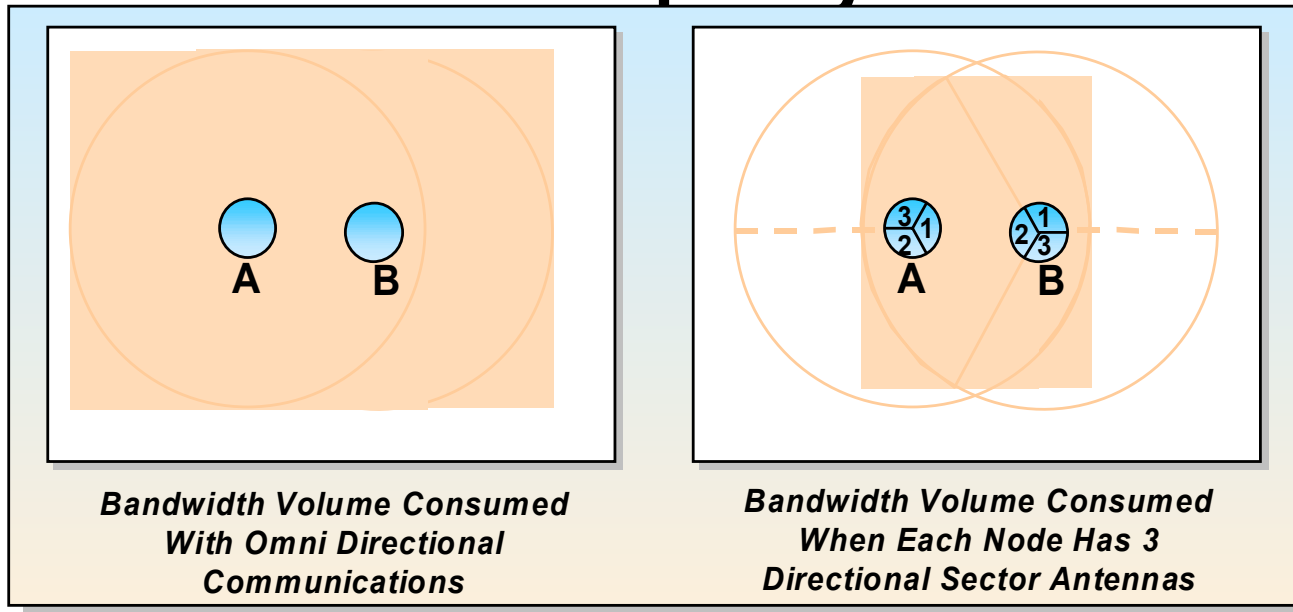 3
1
2
A
1
2
3
B
A
B
Bandwidth Volume Consumed
With Omni Directional
Communications
Bandwidth Volume Consumed
When Each Node Has 3
Directional Sector Antennas